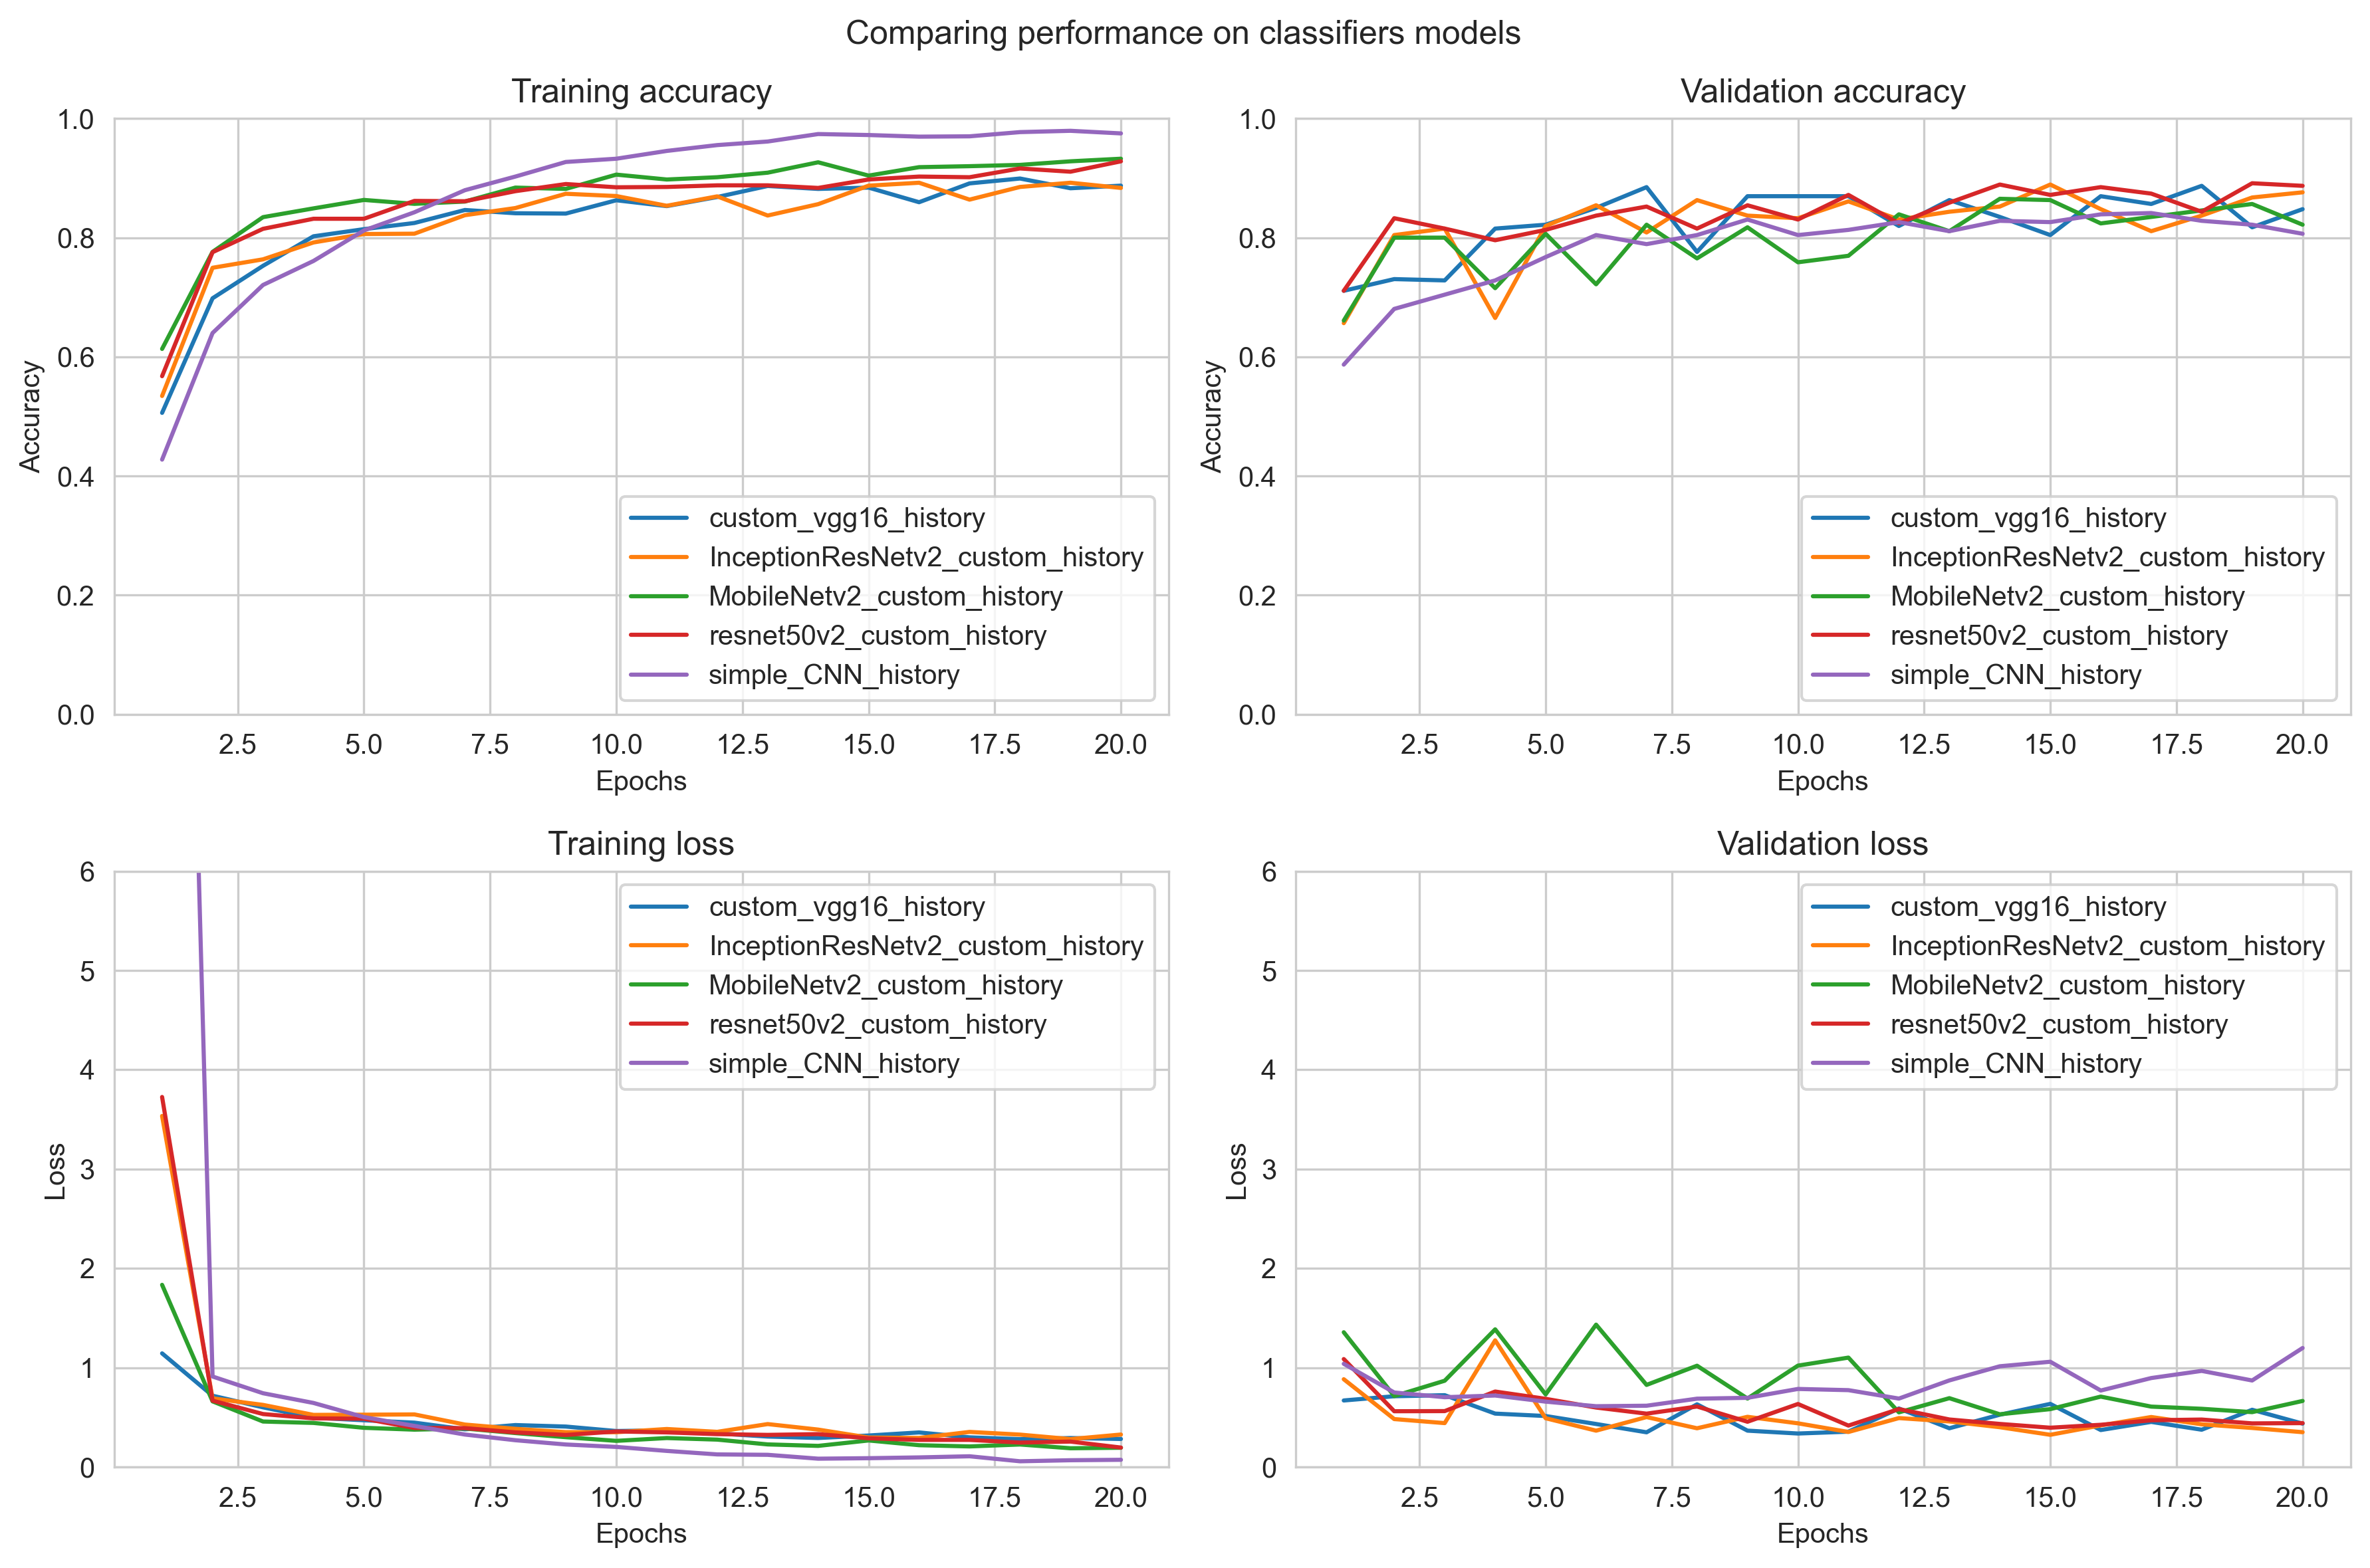 Comparing performance on classifiers models
Training accuracy
1.0
0.8
0.6
0.4
0.2
0.0
Accuracy
custom_vgg16_history
InceptionResNetv2_custom_history
MobileNetv2_custom_history
resnet50v2_custom_history
simple_CNN_history
2.5 5.0 7.5 10.0 12.5 15.0 17.5 20.0
Epochs
Validation accuracy
1.0
0.8
0.6
0.4
0.2
0.0
Accuracy
custom_vgg16_history
InceptionResNetv2_custom_history
MobileNetv2_custom_history
resnet50v2_custom_history
simple_CNN_history
2.5 5.0 7.5 10.0 12.5 15.0 17.5 20.0
Epochs
Training loss
6
5
4
3
2
1
0
Loss
custom_vgg16_history
InceptionResNetv2_custom_history
MobileNetv2_custom_history
resnet50v2_custom_history
simple_CNN_history
2.5 5.0 7.5 10.0 12.5 15.0 17.5 20.0
Epochs
Validation loss
6
5
4
3
2
1
0
Loss
custom_vgg16_history
InceptionResNetv2_custom_history
MobileNetv2_custom_history
resnet50v2_custom_history
simple_CNN_history
2.5 5.0 7.5 10.0 12.5 15.0 17.5 20.0
Epochs